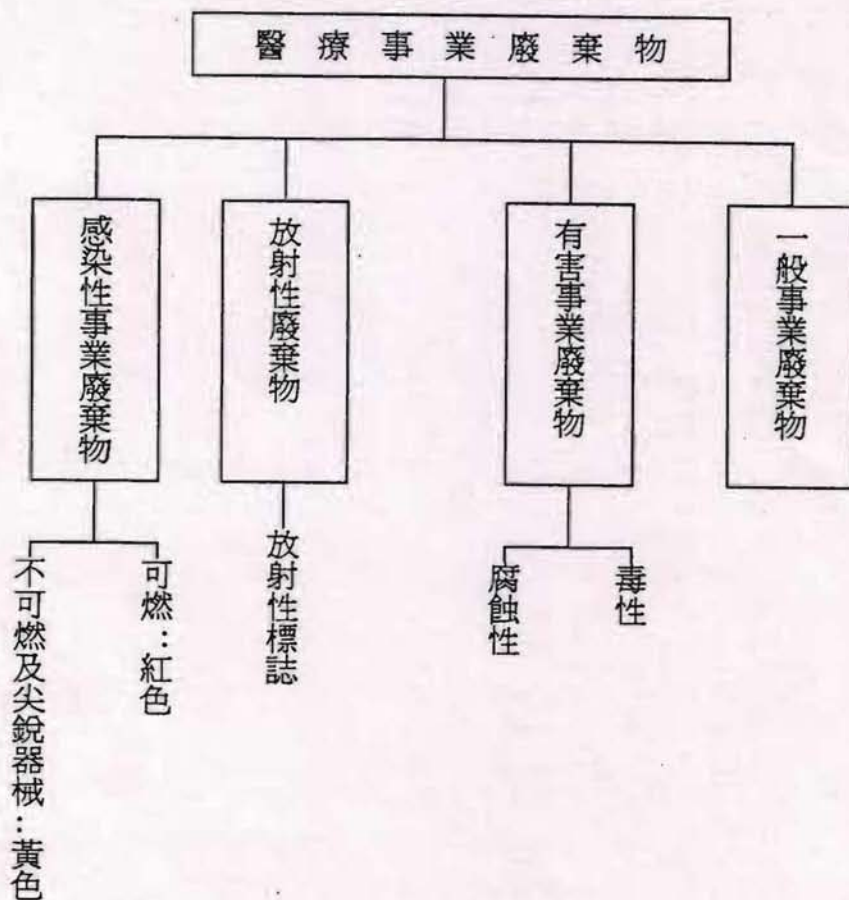 醫療事業廢棄物
一般事業廢棄物
有害事業廢棄物
放射性廢棄物
感染性事業廢棄物
毒性
腐蝕性
放射性標誌
可燃：紅色
不可燃及尖銳器械：黃色